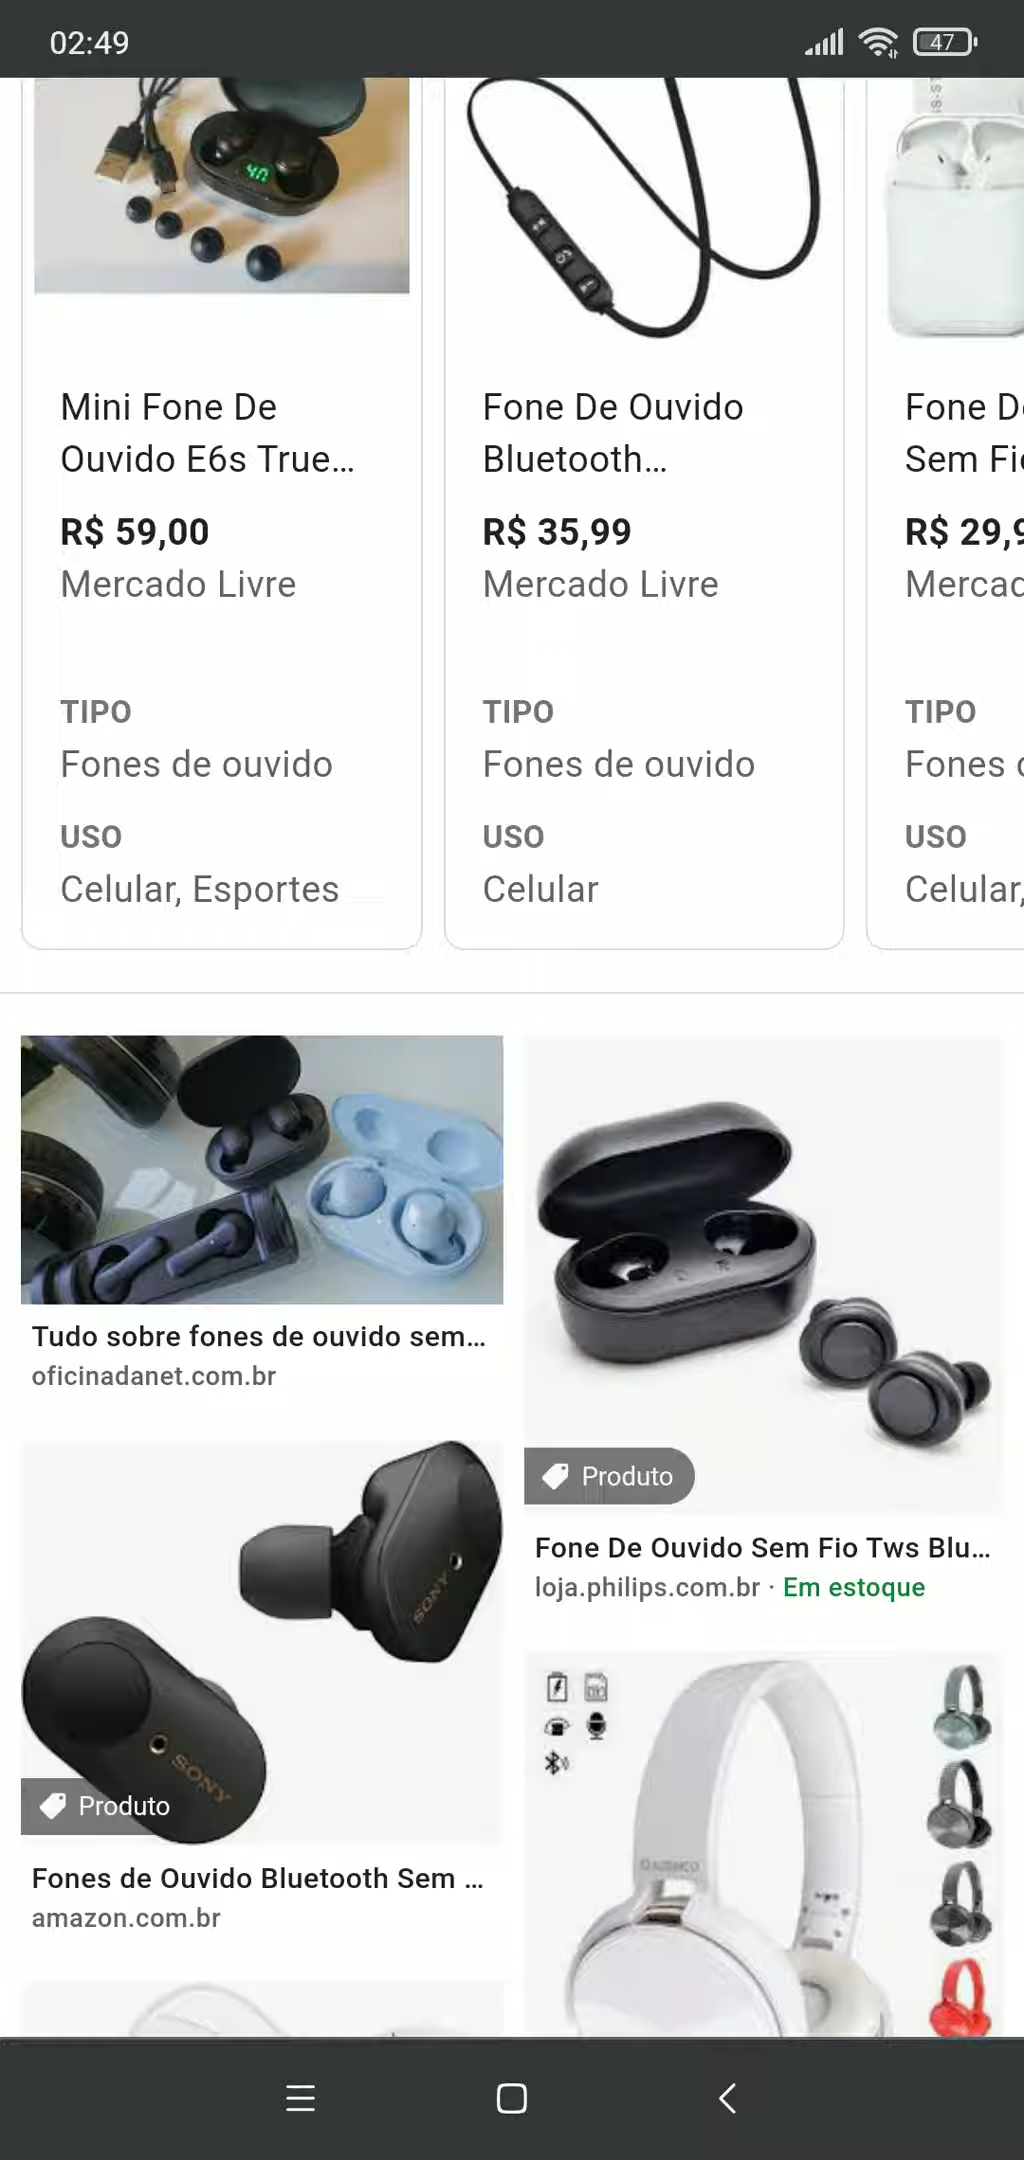 02:49
47
Mini Fone De
Ouvido E6s True...
R$ 59,00
Mercado Livre
TIPO
Fones de ouvido
USO
Celular, Esportes
Fone De Ouvido
Bluetooth...
R$ 35,99
Mercado Livre
TIPO
Fones de ouvido
USO
Celular
Fone D
Sem Fi
R$ 29,9
Merca
TIPO
Fones
USO
Celular,
Tudo sobre fones de ouvido sem...
oficinadanet.com.br
Produto
Fone De Ouvido Sem Fio Tws Blu...
loja.philips.com.br · Em estoque
SONY
SONY
Produto
Fones de Ouvido Bluetooth Sem ...
amazon.com.br